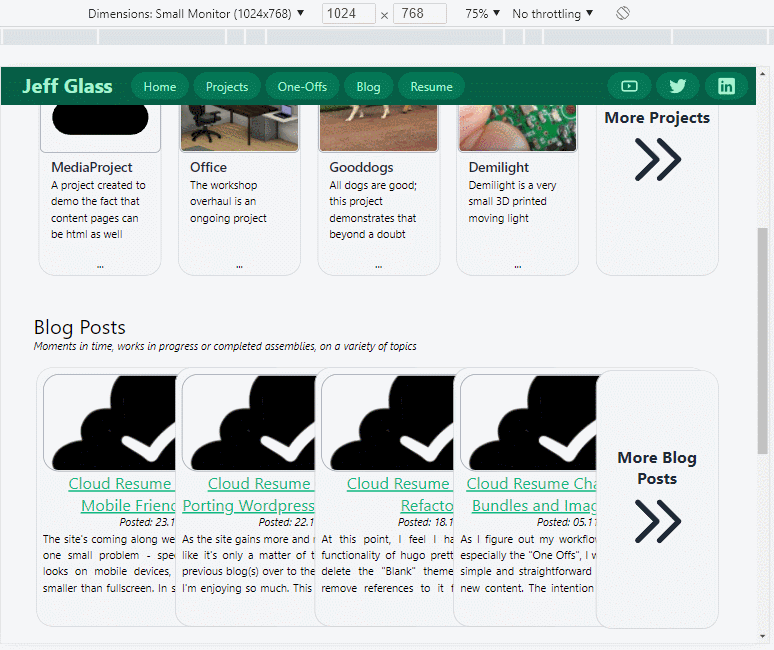 Dimensions: Small Monitor (1024x768) ▼ 1024 × 768 75% ▼ No throttling ▼
Jeff Glass Home Projects One-Offs Blog Resume
MediaProject
A project created to
demo the fact that
content pages can
be html as well
...
Office
The workshop
overhaul is an
ongoing project
...
Gooddogs
All dogs are good;
this project
demonstrates that
beyond a doubt
...
Demilight
Demilight is a very
small 3D printed
moving light
...
More Projects
Blog Posts
Moments in time, works in progress or completed assemblies, on a variety of topics
Cloud Resume
Mobile Frienc
Posted: 23.1
The site's coming along we
one small problem - spe
looks on mobile devices,
smaller than fullscreen. In s
Cloud Resume
Porting Wordpress
Posted: 22.1
As the site gains more and
like it's only a matter of t
previous blog(s) over to the
I'm enjoying so much. This
Cloud Resume
Refacto
Posted: 18.1
At this point, I feel I ha
functionality of hugo prett
delete the "Blank" theme
remove references to it f
Cloud Resume Cha
Bundles and Imag
Posted: 05.11
As I figure out my workflo
especially the "One Offs", I w
simple and straightforward
new content. The intention
More Blog
Posts